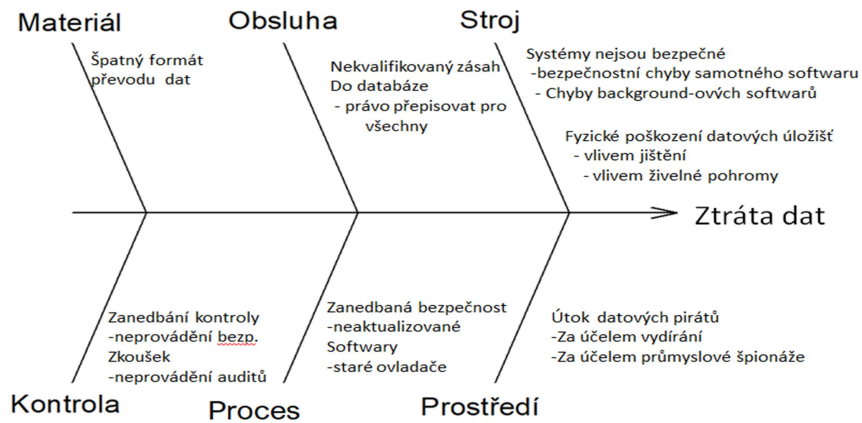 Materiál
Špatný formát
převodu dat
Obsluha
Nekvalifikovaný zásah
Do databáze
- právo přepisovat pro
všechny
Stroj
Systémy nejsou bezpečné
-bezpečnostní chyby samotného softwaru
- Chyby background-ových softwarů
Fyzické poškození datových úložišť
- vlivem jištění
- vlivem živelné pohromy
Ztráta dat
Zanedbání kontroly
-neprovádění bezp.
Zkoušek
-neprovádění auditů
Kontrola
Zanedbaná bezpečnost
-neaktualizované
Softwary
-staré ovladače
Proces
Útok datových pirátů
-Za účelem vydírání
-Za účelem průmyslové špionáže
Prostředí